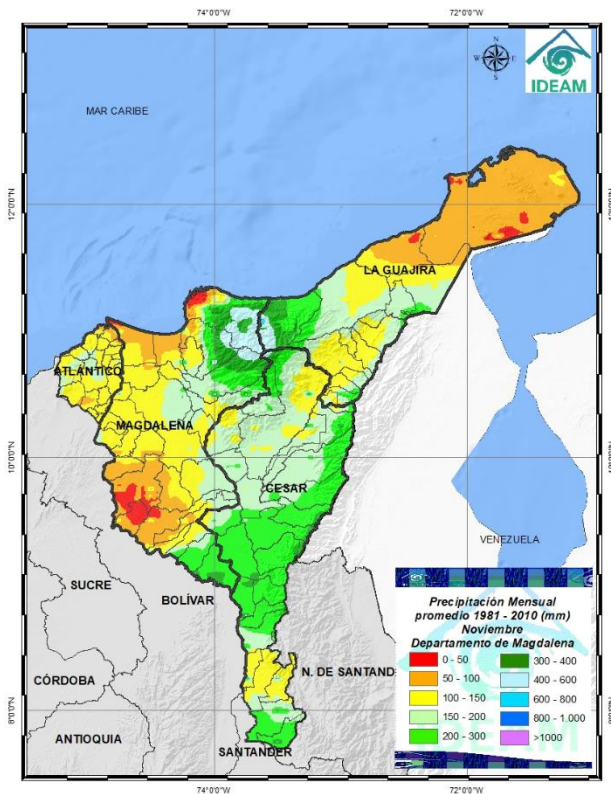 74°0'0"W
72°0'0"W
N
W
E
S
IDEAM
MAR CARIBE
12°0'0"N
LA GUAJIRA
ATLÁNTICO
MAGDALENA
10°0'0"N
CESAR
VENEZUELA
SUCRE
BOLÍVAR
CÓRDOBA
N. DE SANTAND
8°0'0"N
ANTIOQUIA
SANTANDER
Precipitación Mensual
promedio 1981 - 2010 (mm)
Noviembre
Departamento de Magdalena
0 - 50
50 - 100
100 - 150
150 - 200
200 - 300
300 - 400
400 - 600
600 - 800
800 - 1.000
>1000
IDEAM
74°0'0"W
72°0'0"W